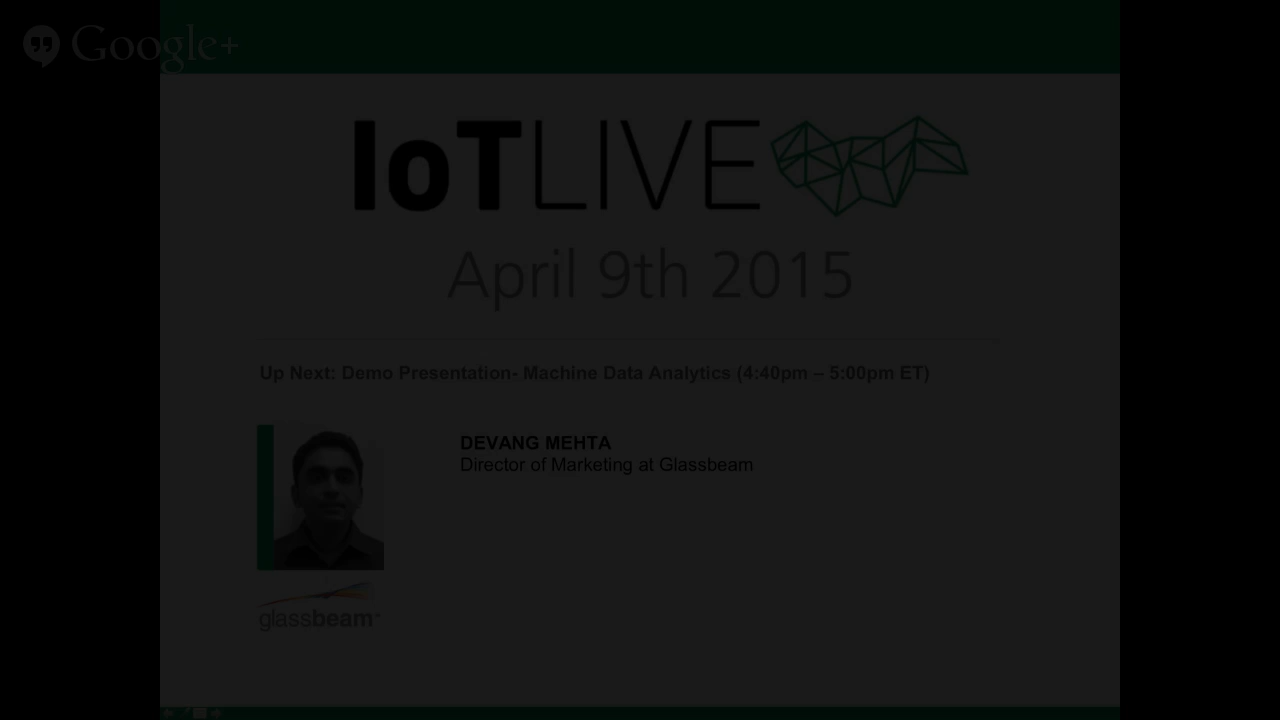 Google+
IoTLIVE
April 9th 2015
Up Next: Demo Presentation- Machine Data Analytics (4:40pm – 5:00pm ET)
DEVANG MEHTA
Director of Marketing at Glassbeam
glassbeam